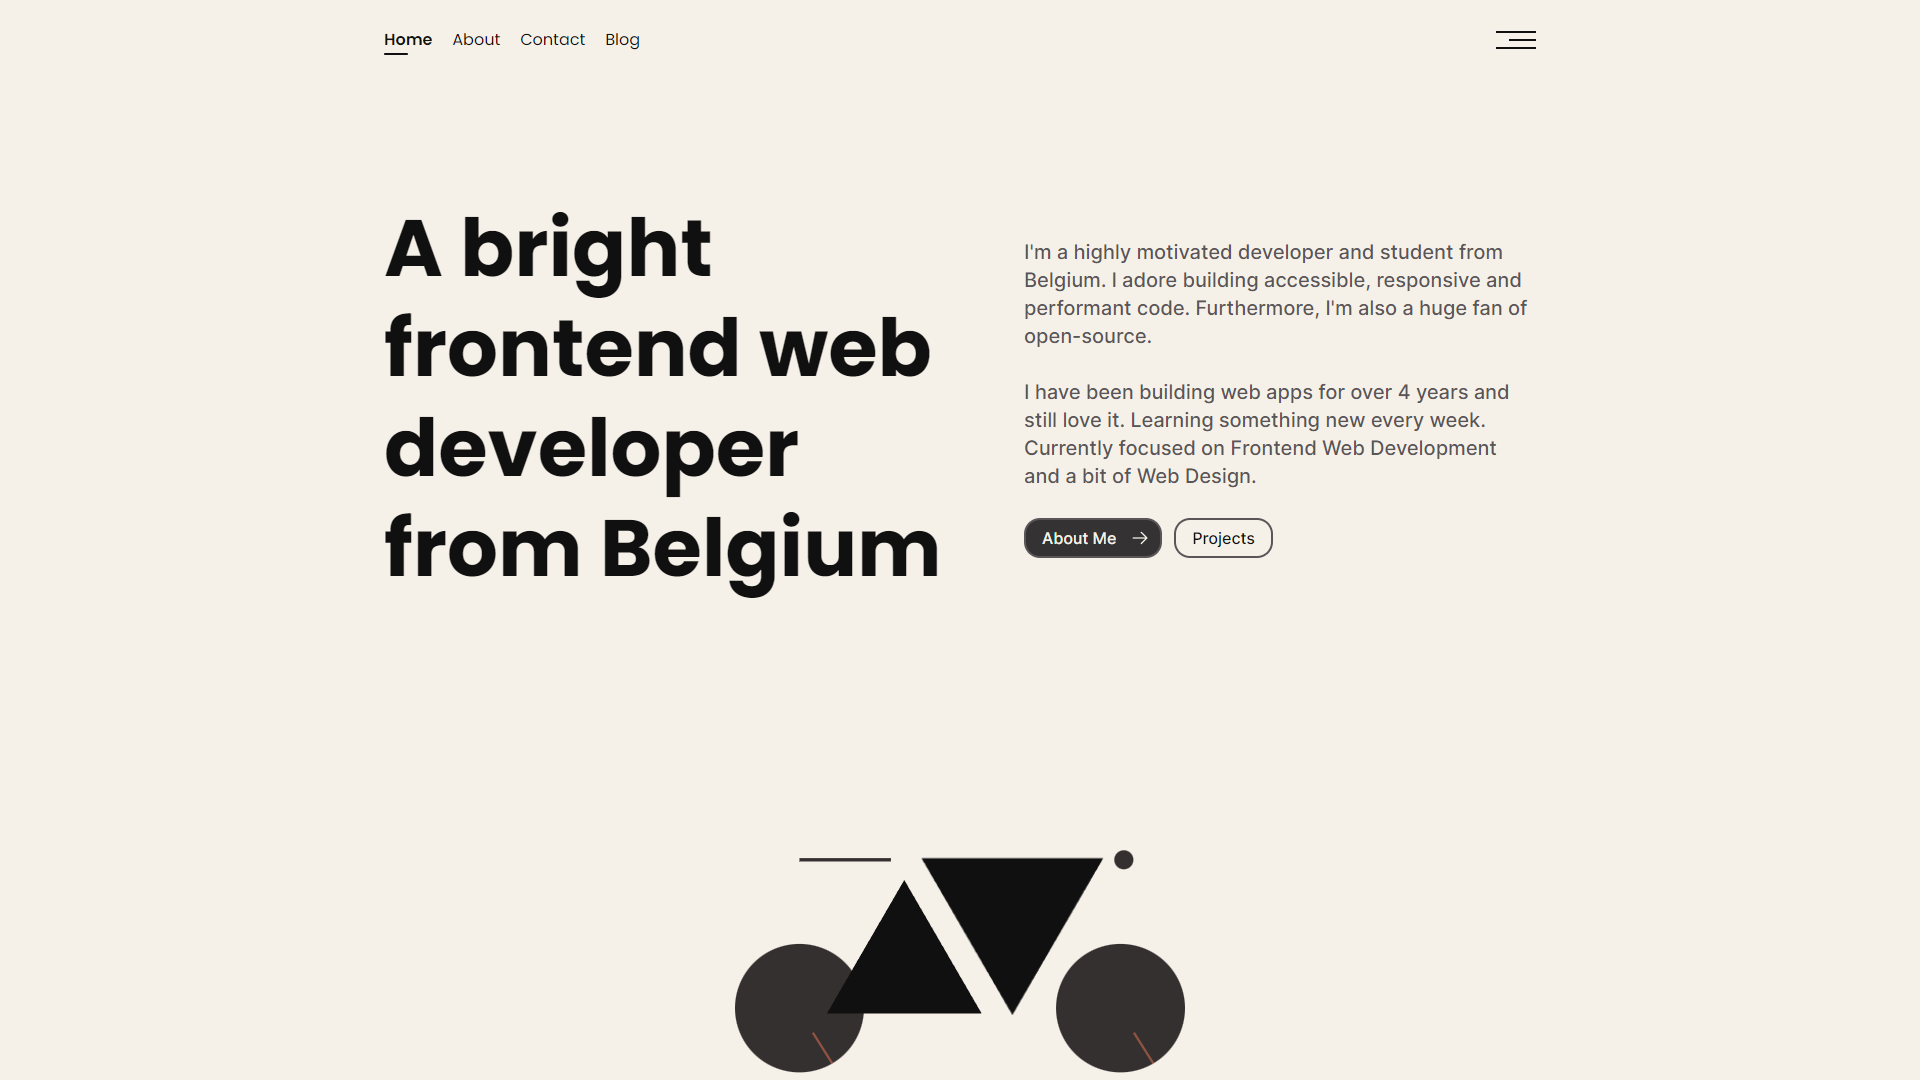 Home About Contact Blog
A bright
frontend web
developer
from Belgium
I'm a highly motivated developer and student from
Belgium. I adore building accessible, responsive and
performant code. Furthermore, I'm also a huge fan of
open-source.
I have been building web apps for over 4 years and
still love it. Learning something new every week.
Currently focused on Frontend Web Development
and a bit of Web Design.
About Me → Projects